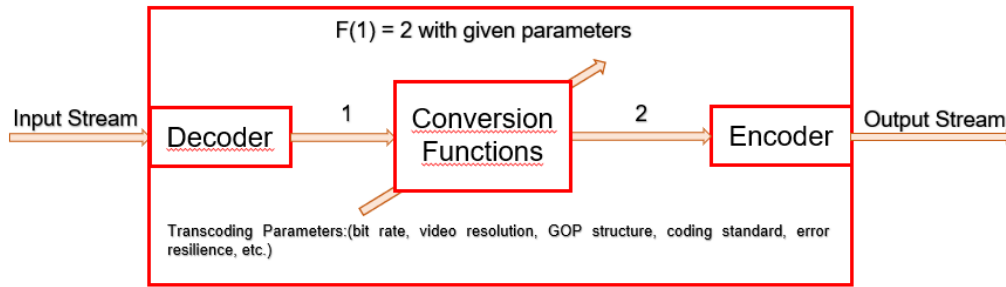 F(1) = 2 with given parameters
Input Stream
Decoder
1
Conversion
Functions
2
Encoder
Output Stream
Transcoding Parameters:(bit rate, video resolution, GOP structure, coding standard, error
resilience, etc.)